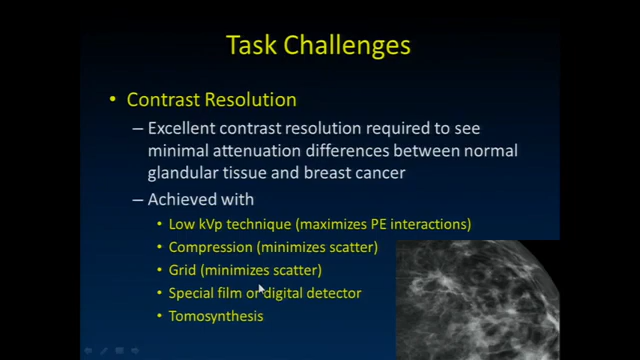 Task Challenges
• Contrast Resolution
– Excellent contrast resolution required to see
minimal attenuation differences between normal
glandular tissue and breast cancer
– Achieved with
• Low kVp technique (maximizes PE interactions)
• Compression (minimizes scatter)
• Grid (minimizes scatter)
• Special film or digital detector
• Tomosynthesis